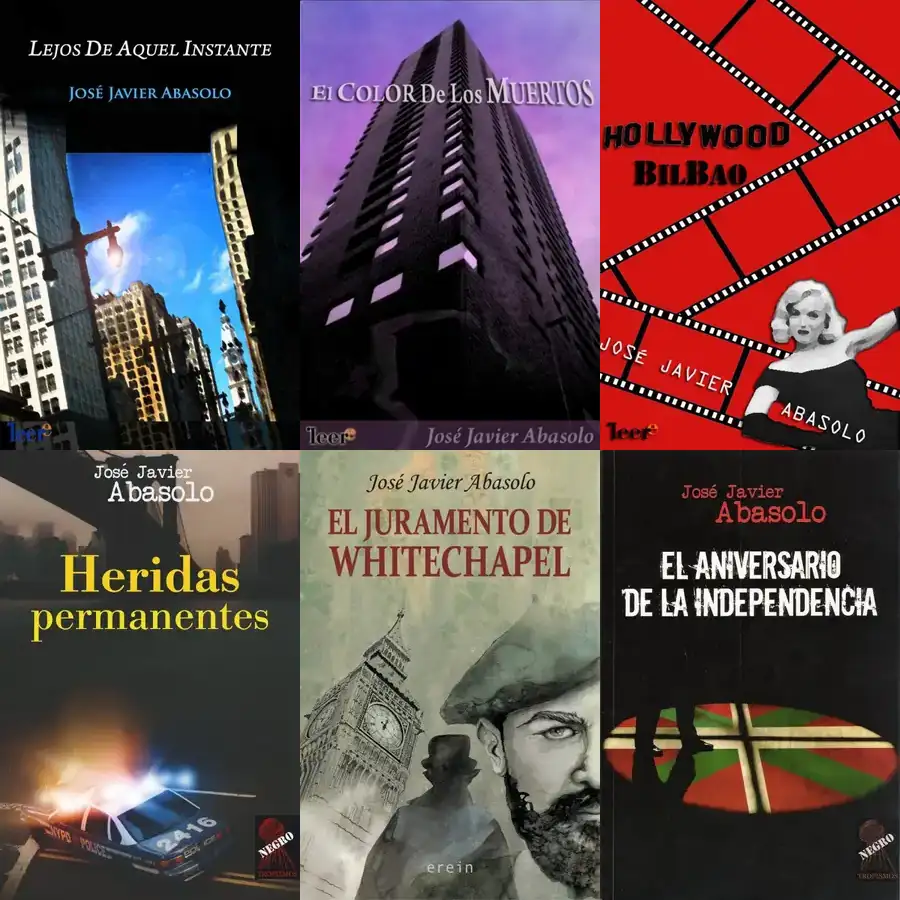 LEJOS DE AQUEL INSTANTE
JOSÉ JAVIER ABASOLO
leer-e
El COLOR De Los MUERTOS
leer-e
José Javier Abasolo
HOLLYWOOD
BILBAO
JOSÉ JAVIER
ABASOLO
leer-e
José Javier
Abasolo
Heridas
permanentes
NYPD POLICE
2416
NEGRO
TROPISMOS
José Javier Abasolo
EL JURAMENTO DE
WHITECHAPEL
erein
José Javier
Abasolo
EL ANIVERSARIO
DE LA INDEPENDENCIA
NEGRO
TROPISMOS